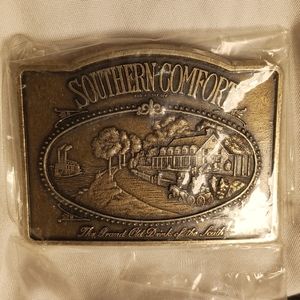 SOUTHERN COMFORT
The Grand Old Drink of the South